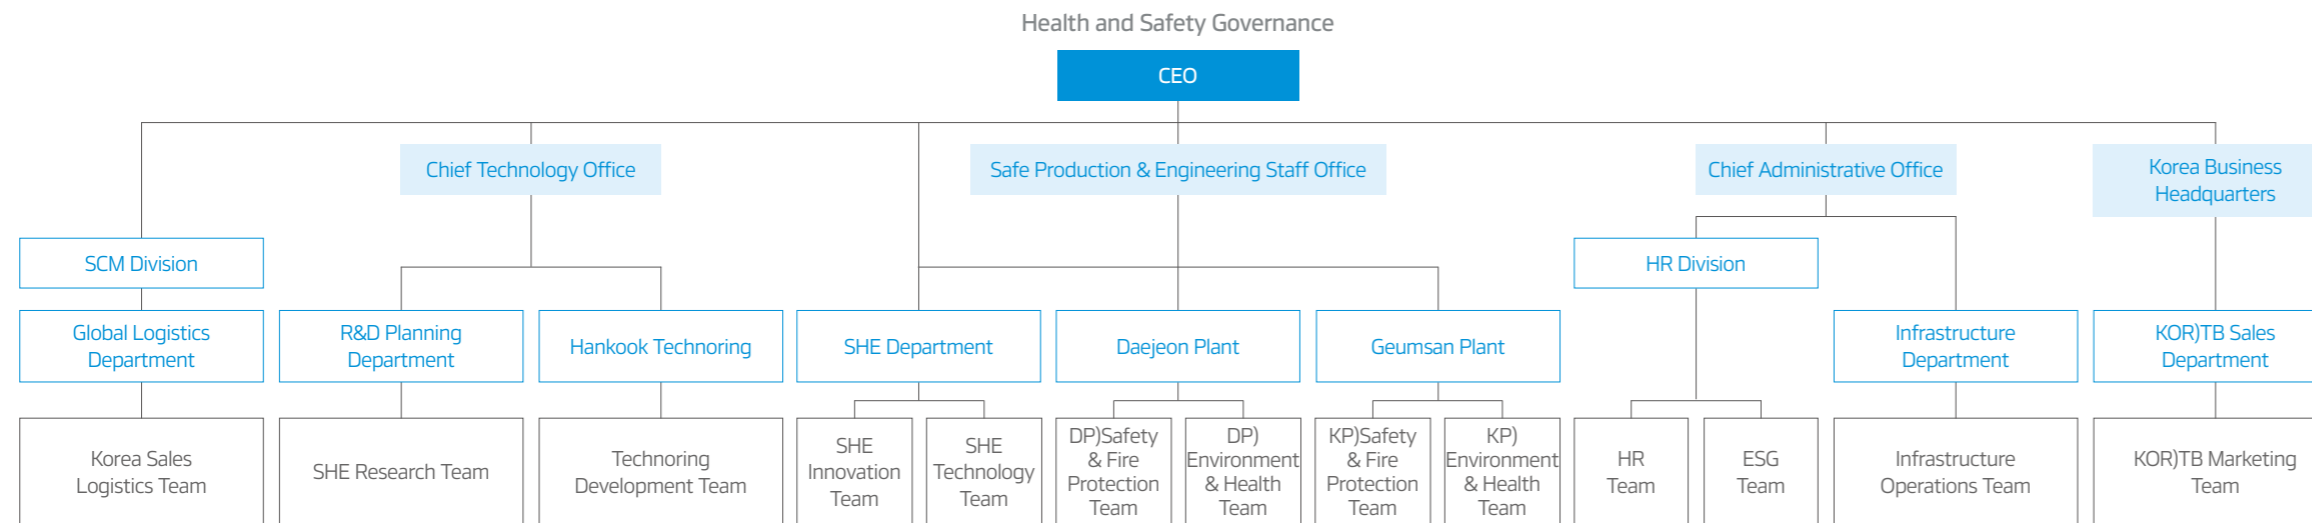 Health and Safety Governance
CEO
Chief Technology Office
Safe Production & Engineering Staff Office
Chief Administrative Office
Korea Business
Headquarters
SCM Division
HR Division
Global Logistics
Department
R&D Planning
Department
Hankook Technoring
SHE Department
Daejeon Plant
Geumsan Plant
Infrastructure
Department
KOR)TB Sales
Department
Korea Sales
Logistics Team
SHE Research Team
Technoring
Development Team
SHE
Innovation
Team
SHE
Technology
Team
DP)Safety
& Fire
Protection
Team
DP)
Environment
& Health
Team
KP)Safety
& Fire
Protection
Team
KP)
Environment
& Health
Team
HR
Team
ESG
Team
Infrastructure
Operations Team
KOR)TB Marketing
Team